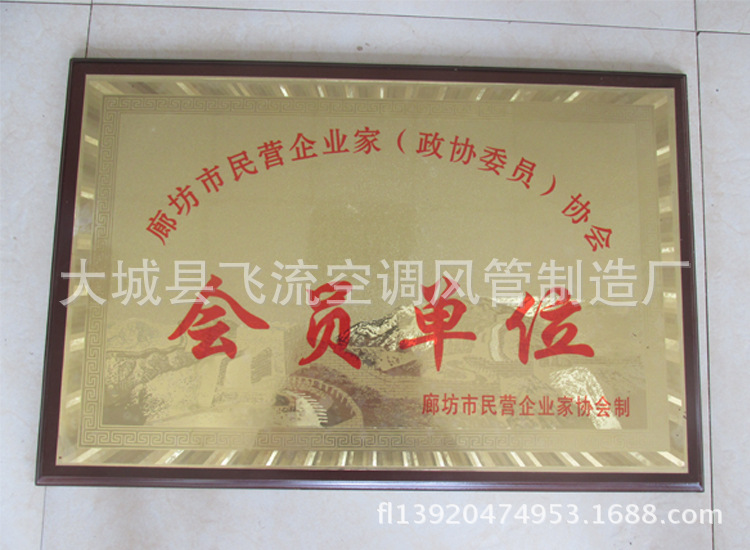 廊坊市民营企业家（政协委员）协会
大城县飞流空调风管制造厂
会员单位
廊坊市民营企业家协会制
fl13920474953.1688.com